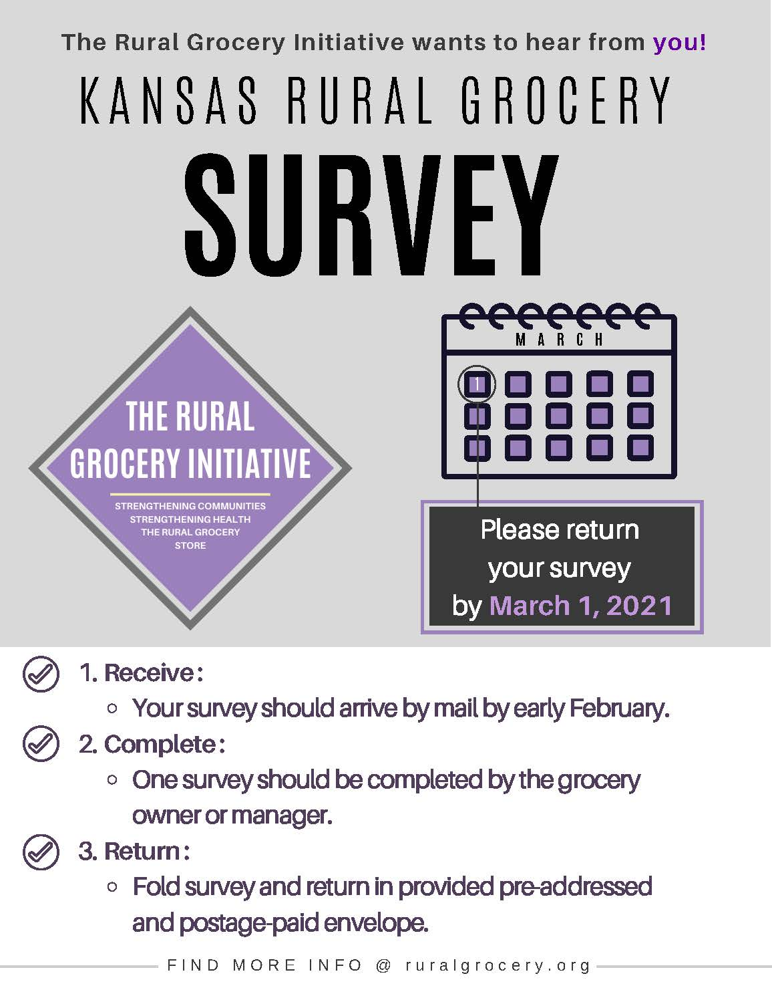 The Rural Grocery Initiative wants to hear from you!
KANSAS RURAL GROCERY
SURVEY
THE RURAL
GROCERY INITIATIVE
STRENGTHENING COMMUNITIES
STRENGTHENING HEALTH
THE RURAL GROCERY
STORE
MARCH
1
Please return
your survey
by March 1, 2021
1. Receive:
Your survey should arrive by mail by early February.
2. Complete:
One survey should be completed by the grocery
owner or manager.
3. Return:
Fold survey and return in provided pre-addressed
and postage-paid envelope.
FIND MORE INFO @ ruralgrocery.org